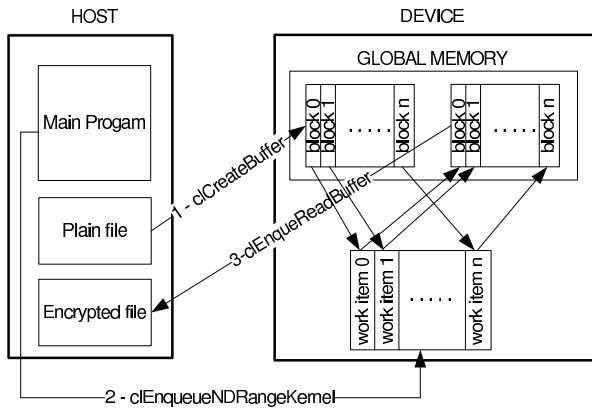 HOST
DEVICE
GLOBAL MEMORY
Main Progam
Plain file
Encrypted file
1 - clCreateBuffer
3-clEnqueReadBuffer
block 0
block 1
.....
block n
block 0
block 1
.....
block n
work item 0
work item 1
.....
work item n
2 - clEnqueueNDRangeKernel